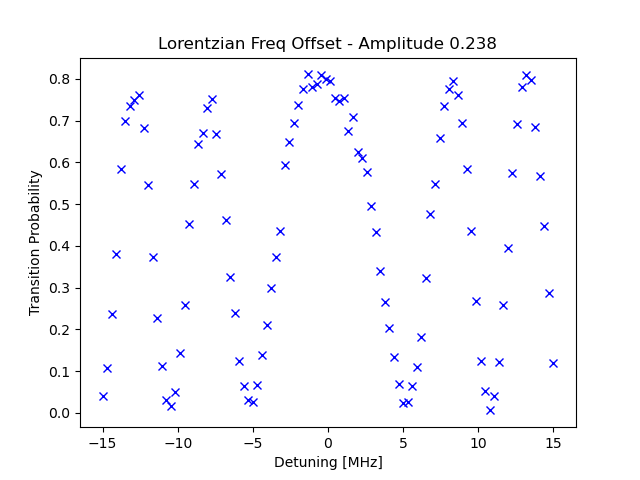 Lorentzian Freq Offset - Amplitude 0.238
Transition Probability
0.8
0.7
0.6
0.5
0.4
0.3
0.2
0.1
0.0
−15 −10 −5 0 5 10 15
Detuning [MHz]